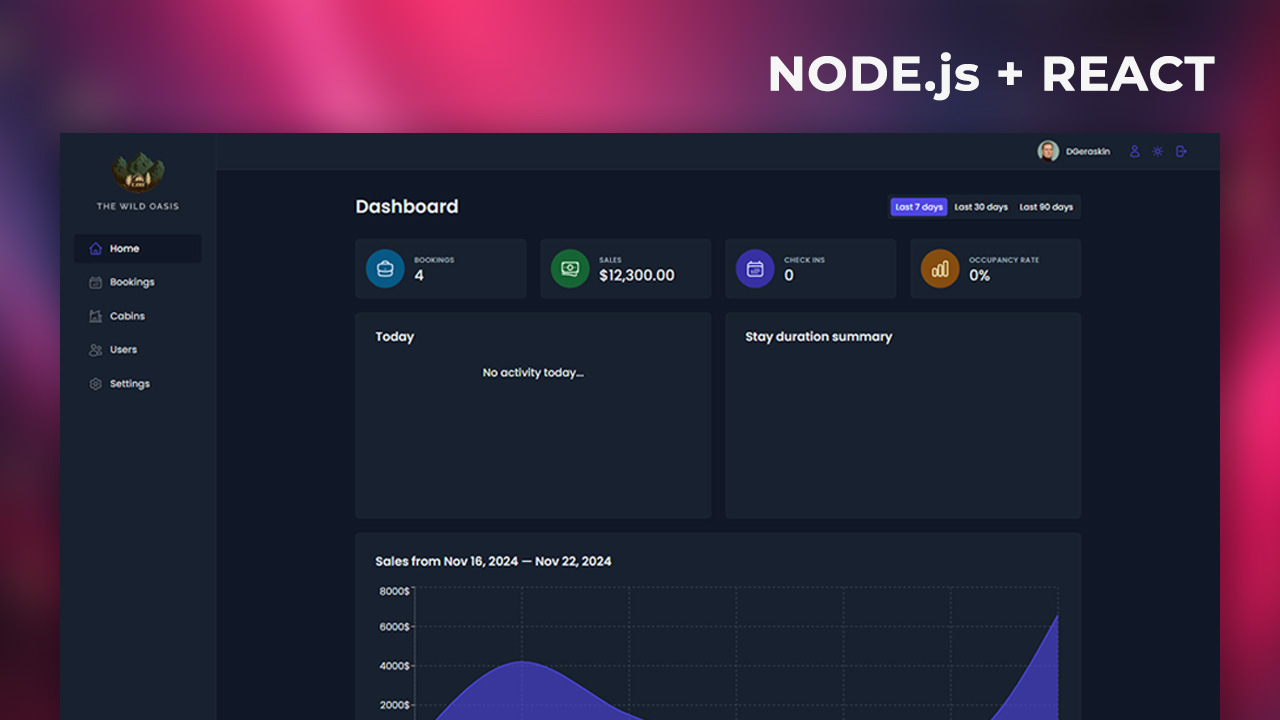 NODE.js + REACT
THE WILD OASIS
DGeraskin
Home
Bookings
Cabins
Users
Settings
Dashboard
Last 7 days Last 30 days Last 90 days
BOOKINGS
4
SALES
$12,300.00
CHECK INS
0
OCCUPANCY RATE
0%
Today
No activity today...
Stay duration summary
Sales from Nov 16, 2024 — Nov 22, 2024
8000$
6000$
4000$
2000$